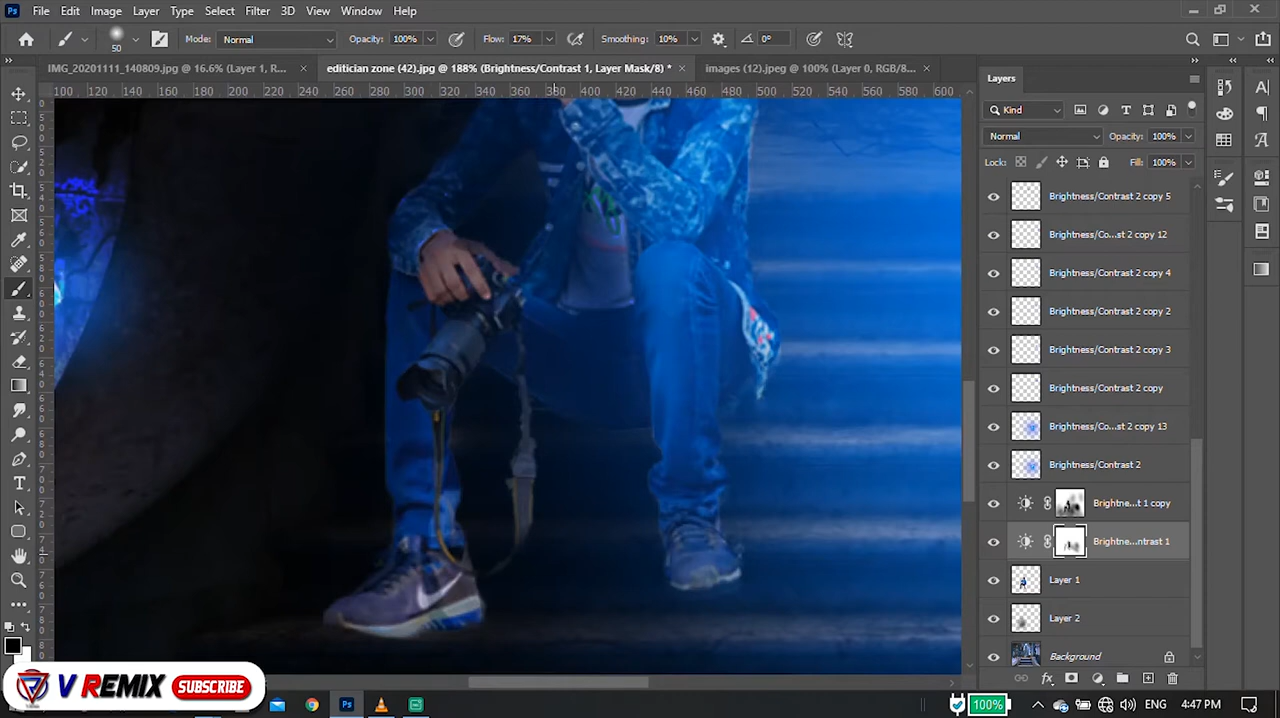 Ps File Edit Image Layer Type Select Filter 3D View Window Help
50 Mode: Normal Opacity: 100% Flow: 17% Smoothing: 10% 0°
IMG_20201111_140809.jpg @ 16.6% (Layer 1, R... × editician zone (42).jpg @ 188% (Brightness/Contrast 1, Layer Mask/8) * × images (12).jpeg @ 100% (Layer 0, RGB/8... ×
100 120 140 160 180 200 220 240 260 280 300 320 340 360 380 400 420 440 460 480 500 520 540 560 580 600
Layers
Kind
Normal Opacity: 100%
Lock: Fill: 100%
Brightness/Contrast 2 copy 5
Brightness/Co...st 2 copy 12
Brightness/Contrast 2 copy 4
Brightness/Contrast 2 copy 2
Brightness/Contrast 2 copy 3
Brightness/Contrast 2 copy
Brightness/Co...st 2 copy 13
Brightness/Contrast 2
Brightne...t 1 copy
Brightne...ntrast 1
Layer 1
Layer 2
Background
V REMIX SUBSCRIBE
Ps 100% ENG 4:47 PM